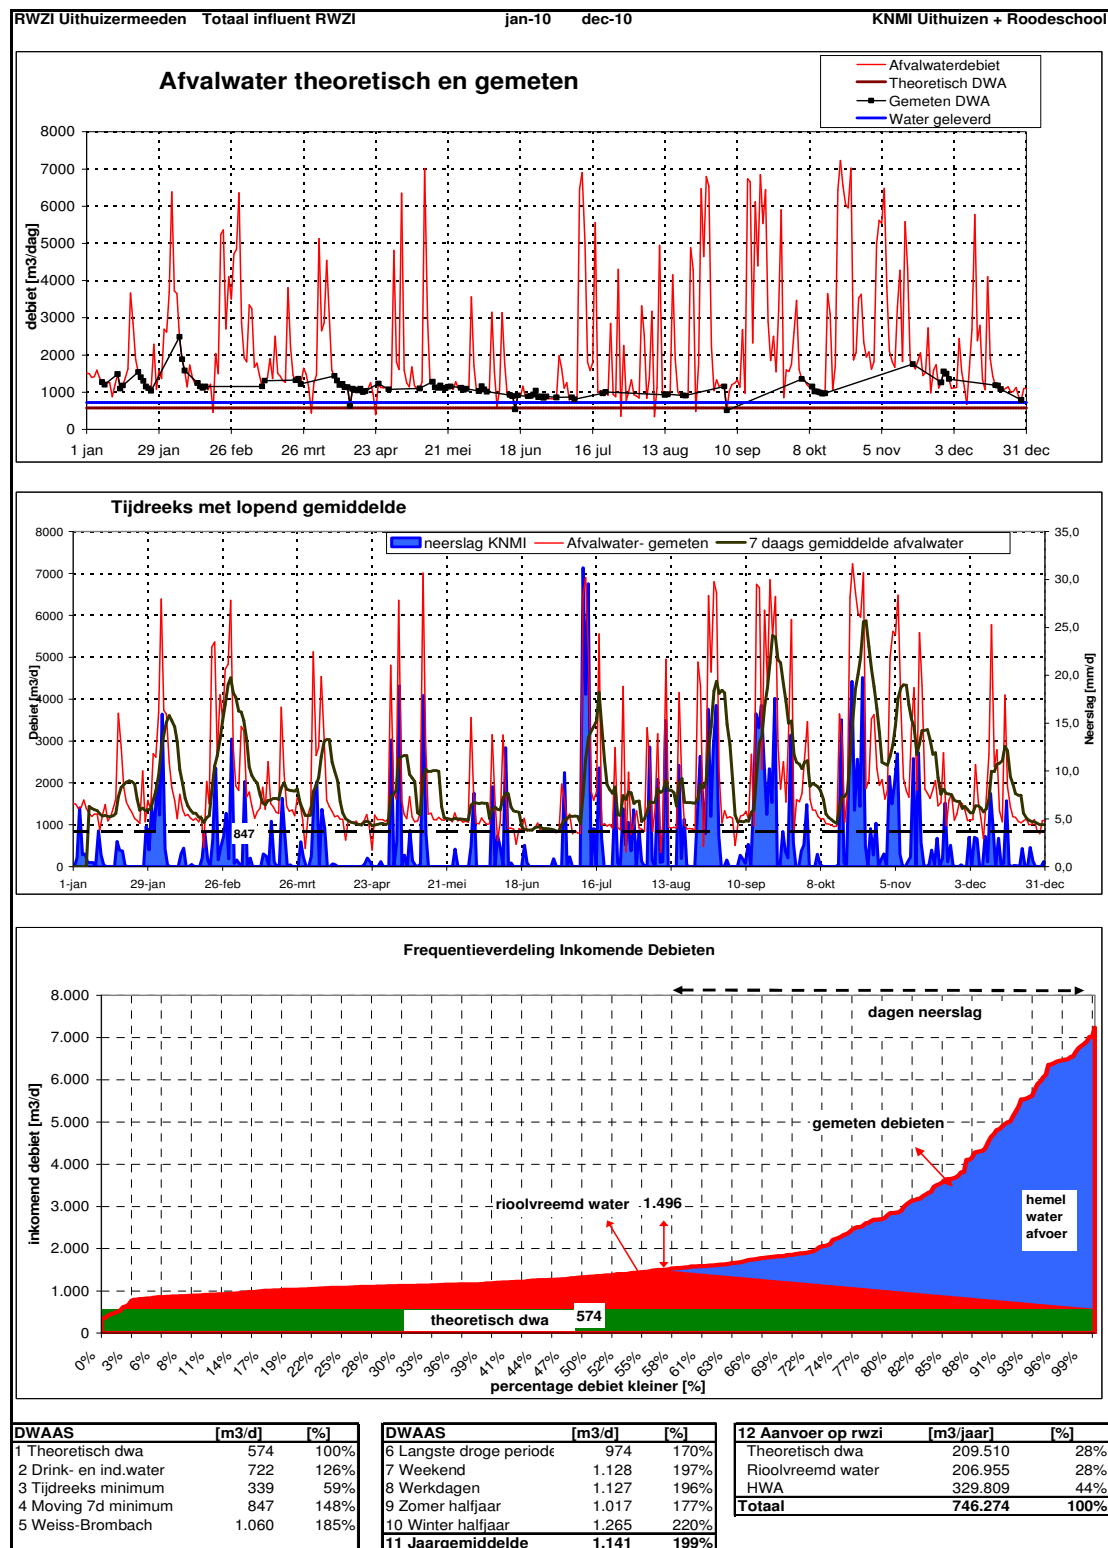 RWZI Uithuizermeeden Totaal influent RWZI jan-10 dec-10 KNMI Uithuizen + Roodeschool
Afvalwater theoretisch en gemeten
Afvalwaterdebiet
Theoretisch DWA
Gemeten DWA
Water geleverd
debiet [m3/dag]
8000
7000
6000
5000
4000
3000
2000
1000
0
1 jan 29 jan 26 feb 26 mrt 23 apr 21 mei 18 jun 16 jul 13 aug 10 sep 8 okt 5 nov 3 dec 31 dec
Tijdreeks met lopend gemiddelde
neerslag KNMI Afvalwater- gemeten 7 daags gemiddelde afvalwater
Debiet [m3/d]
8000
7000
6000
5000
4000
3000
2000
1000
0
847
35,0
30,0
25,0
20,0
15,0
10,0
5,0
0,0
Neerslag [mm/d]
1-jan 29-jan 26-feb 26-mrt 23-apr 21-mei 18-jun 16-jul 13-aug 10-sep 8-okt 5-nov 3-dec 31-dec
Frequentieverdeling Inkomende Debieten
inkomend debiet [m3/d]
8.000
7.000
6.000
5.000
4.000
3.000
2.000
1.000
0
dagen neerslag
gemeten debieten
rioolvreemd water 1.496
hemel
water
afvoer
theoretisch dwa 574
0% 3% 6% 8% 11% 14% 17% 19% 22% 25% 28% 30% 33% 36% 39% 41% 44% 47% 50% 52% 55% 58% 61% 63% 66% 69% 72% 74% 77% 80% 82% 85% 88% 91% 93% 96% 99%
percentage debiet kleiner [%]
DWAAS [m3/d] [%]
1 Theoretisch dwa 574 100%
2 Drink- en ind.water 722 126%
3 Tijdreeks minimum 339 59%
4 Moving 7d minimum 847 148%
5 Weiss-Brombach 1.060 185%
DWAAS [m3/d] [%]
6 Langste droge periode 974 170%
7 Weekend 1.128 197%
8 Werkdagen 1.127 196%
9 Zomer halfjaar 1.017 177%
10 Winter halfjaar 1.265 220%
11 Jaargemiddelde 1.141 199%
12 Aanvoer op rwzi [m3/jaar] [%]
Theoretisch dwa 209.510 28%
Rioolvreemd water 206.955 28%
HWA 329.809 44%
Totaal 746.274 100%